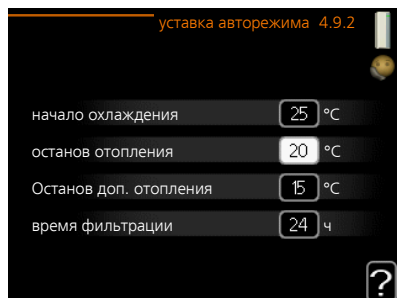 уставка авторежима 4.9.2
начало охлаждения 25 °C
останов отопления 20 °C
Останов доп. отопления 15 °C
время фильтрации 24 ч
?